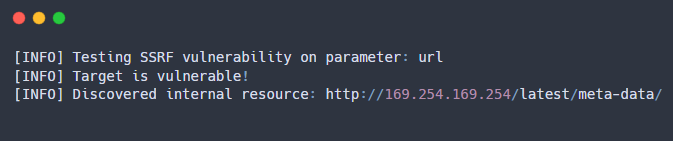 [INFO] Testing SSRF vulnerability on parameter: url
[INFO] Target is vulnerable!
[INFO] Discovered internal resource: http://169.254.169.254/latest/meta-data/